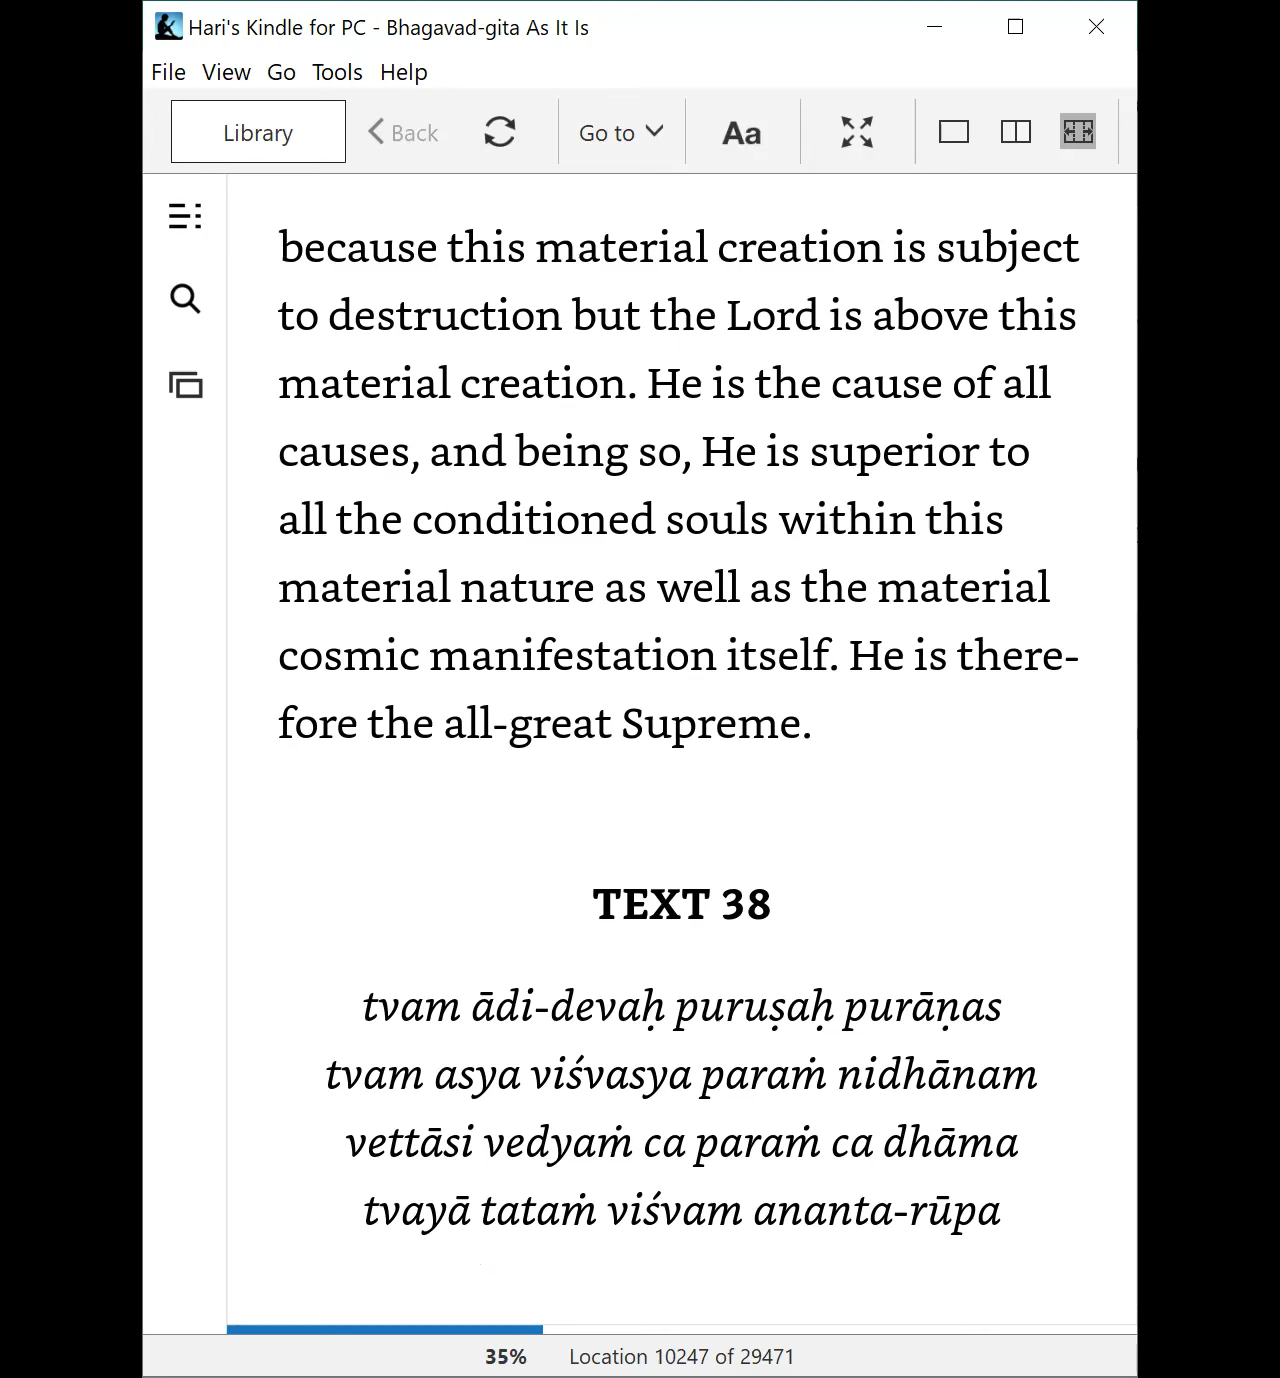 Hari's Kindle for PC - Bhagavad-gita As It Is
File View Go Tools Help
Library Back Go to Aa
because this material creation is subject
to destruction but the Lord is above this
material creation. He is the cause of all
causes, and being so, He is superior to
all the conditioned souls within this
material nature as well as the material
cosmic manifestation itself. He is there-
fore the all-great Supreme.
TEXT 38
tvam ādi-devaḥ puruṣaḥ purāṇas
tvam asya viśvasya paraṁ nidhānam
vettāsi vedyaṁ ca paraṁ ca dhāma
tvayā tataṁ viśvam ananta-rūpa
35% Location 10247 of 29471